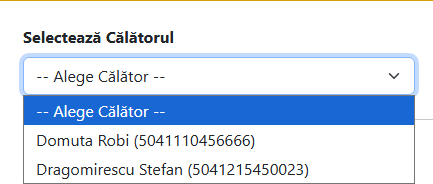 Selectează Călătorul
-- Alege Călător --
-- Alege Călător --
Domuta Robi (5041110456666)
Dragomirescu Stefan (5041215450023)